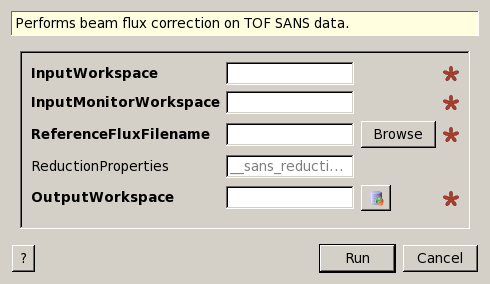 Performs beam flux correction on TOF SANS data.
InputWorkspace
InputMonitorWorkspace
ReferenceFluxFilename Browse
ReductionProperties __sans_reducti...
OutputWorkspace
? Run Cancel